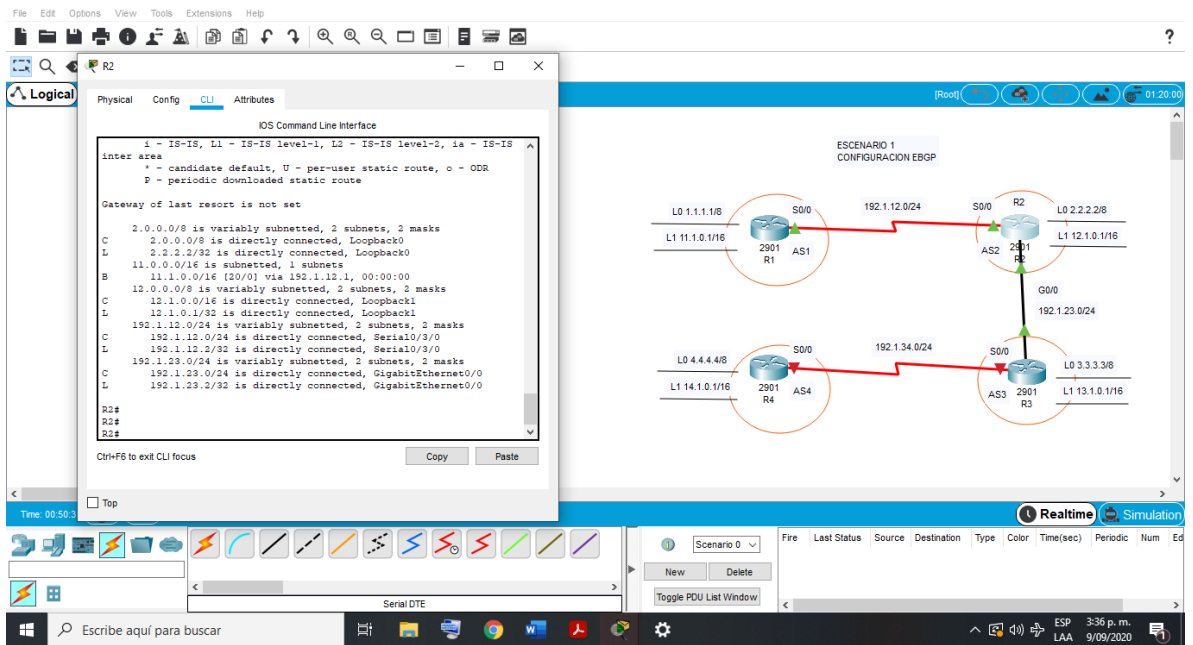 File Edit View Tools Extensions Help
?
R2
Logical
[Root]
01:20:00
Physical Config CLI Attributes
IOS Command Line Interface
i - IS-IS, L1 - IS-IS level-1, L2 - IS-IS level-2, ia - IS-IS
inter area
* - candidate default, U - per-user static route, o - ODR
P - periodic downloaded static route
Gateway of last resort is not set
2.0.0.0/8 is variably subnetted, 2 subnets, 2 masks
C 2.0.0.0/8 is directly connected, Loopback0
L 2.2.2.2/32 is directly connected, Loopback0
11.0.0.0/16 is subnetted, 1 subnets
B 11.1.0.0/16 [20/0] via 192.1.12.1, 00:00:00
12.0.0.0/8 is variably subnetted, 2 subnets, 2 masks
C 12.1.0.0/16 is directly connected, Loopback1
L 12.1.0.1/32 is directly connected, Loopback1
192.1.12.0/24 is variably subnetted, 2 subnets, 2 masks
C 192.1.12.0/24 is directly connected, Serial0/3/0
L 192.1.12.2/32 is directly connected, Serial0/3/0
192.1.23.0/24 is variably subnetted, 2 subnets, 2 masks
C 192.1.23.0/24 is directly connected, GigabitEthernet0/0
L 192.1.23.2/32 is directly connected, GigabitEthernet0/0
R2#
R2#
R2#
Ctrl+F6 to exit CLI focus
Copy Paste
Top
ESCENARIO 1
CONFIGURACION EBGP
L0 1.1.1.1/8
L1 11.1.0.1/16
S0/0
2901
R1
AS1
192.1.12.0/24
S0/0
R2
L0 2.2.2.2/8
L1 12.1.0.1/16
AS2
2901
R2
G0/0
192.1.23.0/24
L0 4.4.4.4/8
L1 14.1.0.1/16
S0/0
2901
R4
AS4
192.1.34.0/24
S0/0
L0 3.3.3.3/8
L1 13.1.0.1/16
AS3
2901
R3
Time: 00:50:3
Realtime
Simulation
Serial DTE
Scenario 0
New Delete
Toggle PDU List Window
Fire Last Status Source Destination Type Color Time(sec) Periodic Num Ed
Escribe aquí para buscar
ESP
LAA
3:36 p. m.
9/09/2020
1